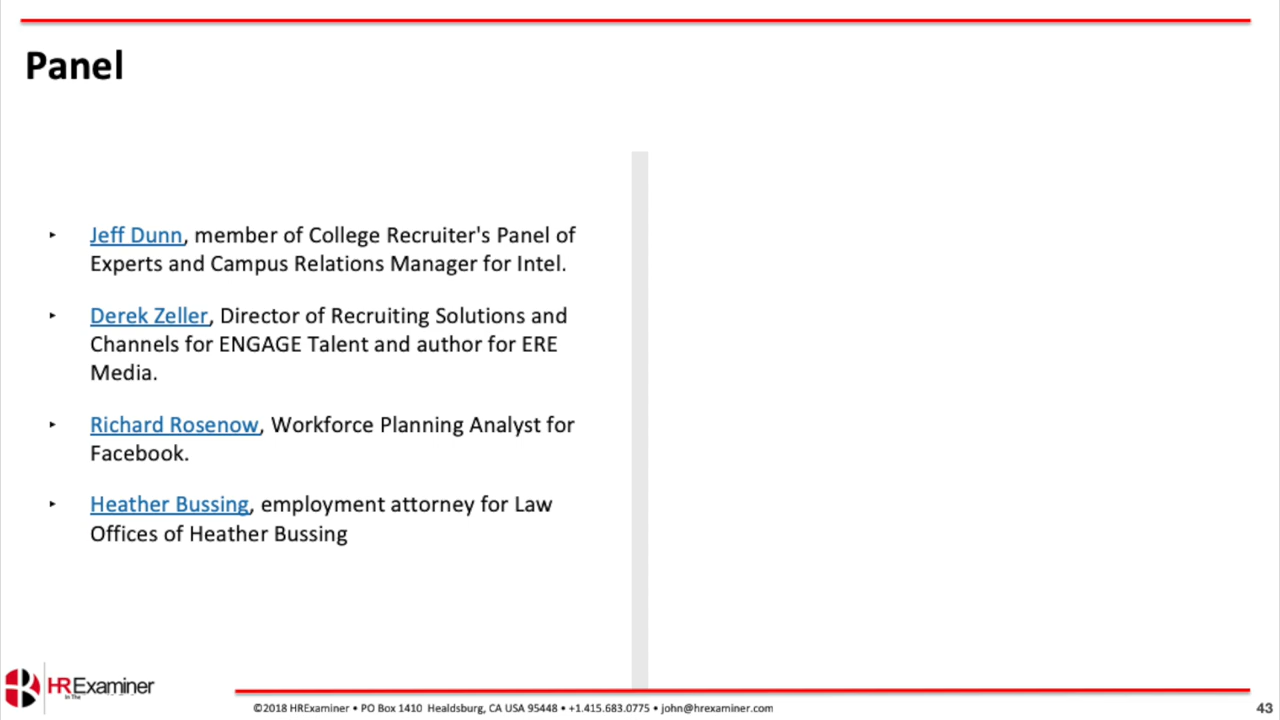 Panel
‣ Jeff Dunn, member of College Recruiter's Panel of
Experts and Campus Relations Manager for Intel.
‣ Derek Zeller, Director of Recruiting Solutions and
Channels for ENGAGE Talent and author for ERE
Media.
‣ Richard Rosenow, Workforce Planning Analyst for
Facebook.
‣ Heather Bussing, employment attorney for Law
Offices of Heather Bussing
HRExaminer
In The
©2018 HRExaminer • PO Box 1410 Healdsburg, CA USA 95448 • +1.415.683.0775 • john@hrexaminer.com
43